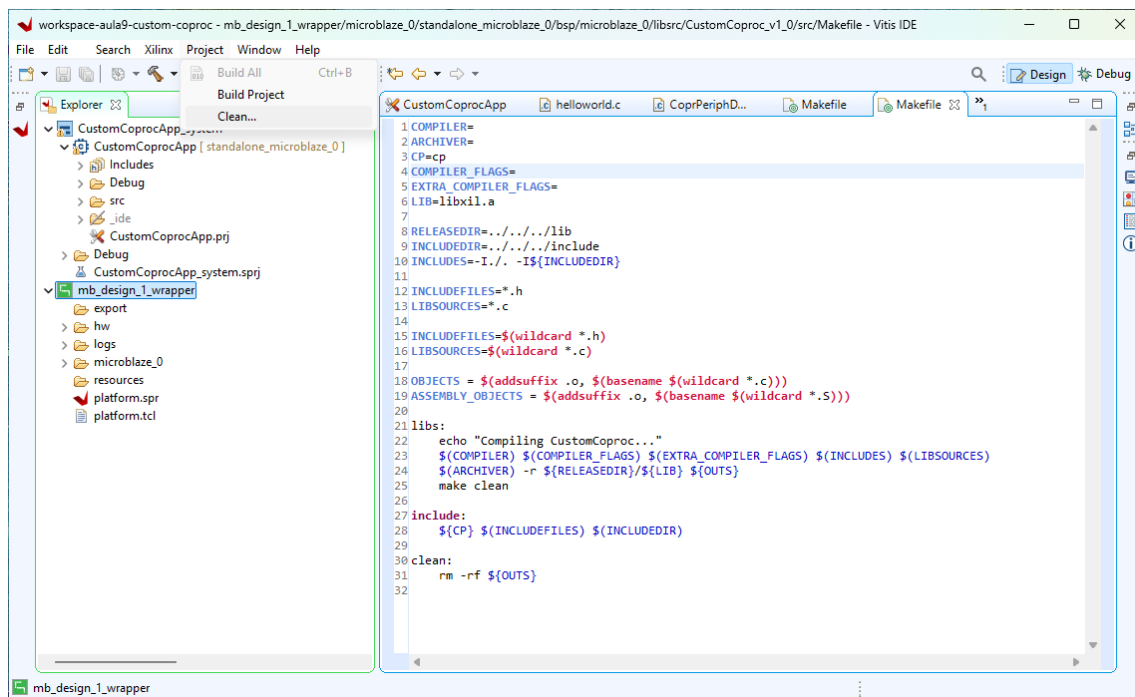 workspace-aula9-custom-coproc - mb_design_1_wrapper/microblaze_0/standalone_microblaze_0/bsp/microblaze_0/libsrc/CustomCoproc_v1_0/src/Makefile - Vitis IDE
File Edit Search Xilinx Project Window Help
Build All Ctrl+B
Build Project
Clean...
Design Debug
Explorer
CustomCoprocApp_system
CustomCoprocApp [ standalone_microblaze_0 ]
Includes
Debug
src
_ide
CustomCoprocApp.prj
Debug
CustomCoprocApp_system.sprj
mb_design_1_wrapper
export
hw
logs
microblaze_0
resources
platform.spr
platform.tcl
CustomCoprocApp helloworld.c CoprPeriphD... Makefile Makefile »1
1 COMPILER=
2 ARCHIVER=
3 CP=cp
4 COMPILER_FLAGS=
5 EXTRA_COMPILER_FLAGS=
6 LIB=libxil.a
7
8 RELEASEDIR=../../../lib
9 INCLUDEDIR=../../../include
10 INCLUDES=-I./. -I${INCLUDEDIR}
11
12 INCLUDEFILES=*.h
13 LIBSOURCES=*.c
14
15 INCLUDEFILES=$(wildcard *.h)
16 LIBSOURCES=$(wildcard *.c)
17
18 OBJECTS = $(addsuffix .o, $(basename $(wildcard *.c)))
19 ASSEMBLY_OBJECTS = $(addsuffix .o, $(basename $(wildcard *.S)))
20
21 libs:
22 echo "Compiling CustomCoproc..."
23 $(COMPILER) $(COMPILER_FLAGS) $(EXTRA_COMPILER_FLAGS) $(INCLUDES) $(LIBSOURCES)
24 $(ARCHIVER) -r ${RELEASEDIR}/${LIB} ${OUTS}
25 make clean
26
27 include:
28 ${CP} $(INCLUDEFILES) $(INCLUDEDIR)
29
30 clean:
31 rm -rf ${OUTS}
32
mb_design_1_wrapper